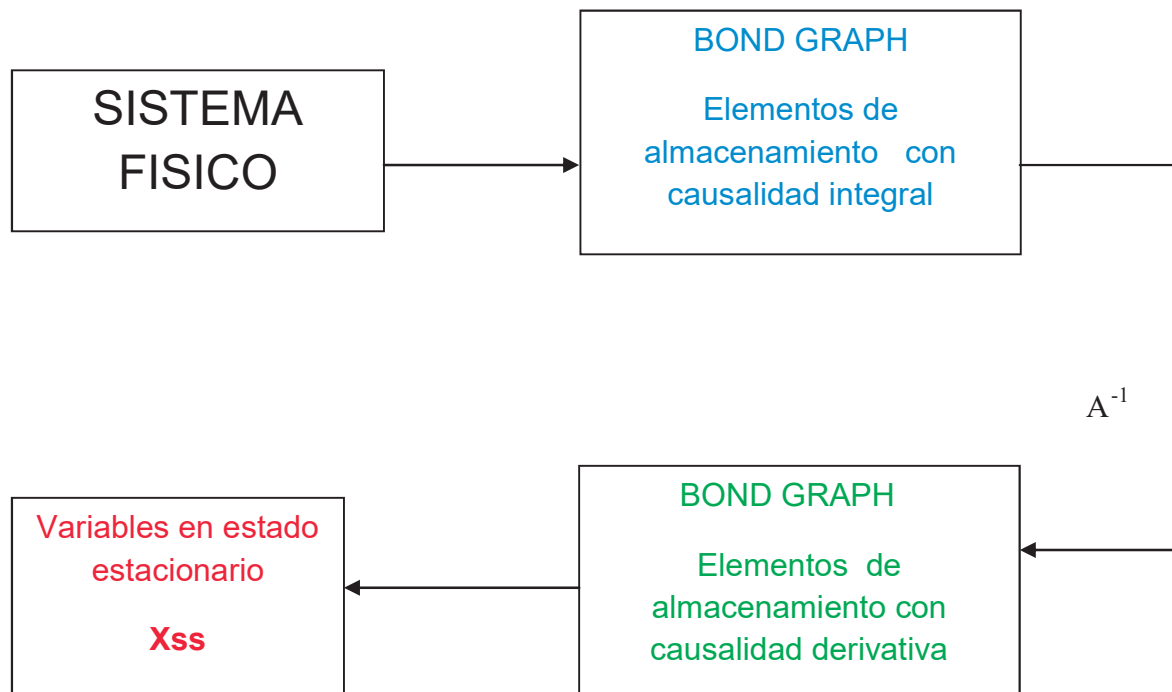 SISTEMA
FISICO
BOND GRAPH
Elementos de
almacenamiento con
causalidad integral
A⁻¹
BOND GRAPH
Elementos de
almacenamiento con
causalidad derivativa
Variables en estado
estacionario
Xss